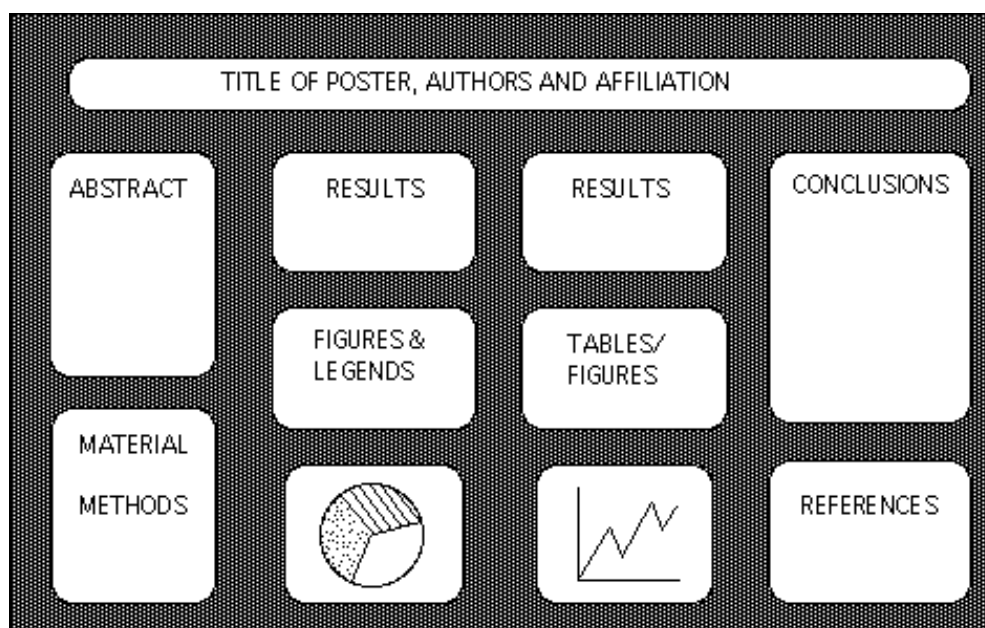 TITLE OF POSTER, AUTHORS AND AFFILIATION
ABSTRACT
MATERIAL
METHODS
RESULTS
FIGURES &
LEGENDS
RESULTS
TABLES/
FIGURES
CONCLUSIONS
REFERENCES